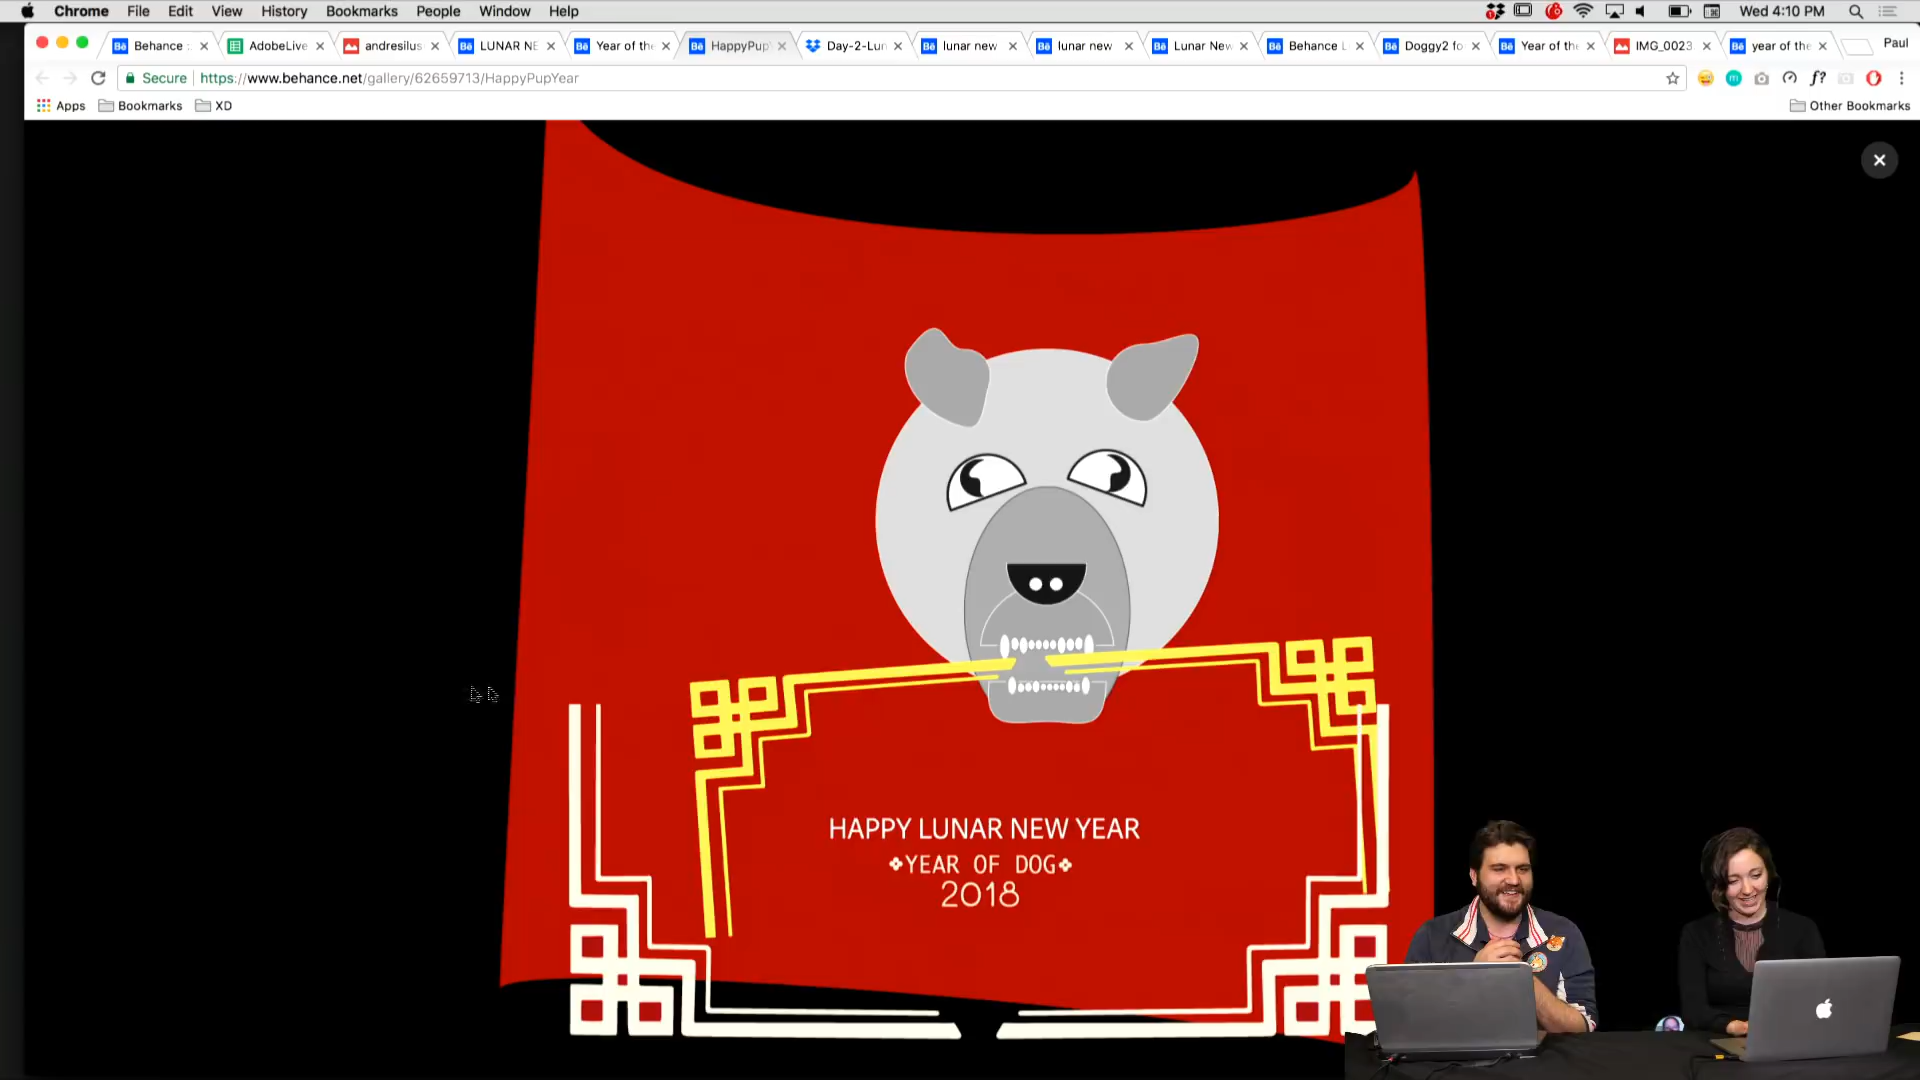 Chrome File Edit View History Bookmarks People Window Help Wed 4:10 PM
Behance : AdobeLive andresilus LUNAR NE Year of the HappyPup Day-2-Lun lunar new lunar new Lunar New Behance L Doggy2 fo Year of the IMG_0023 year of the Paul
Secure https://www.behance.net/gallery/62659713/HappyPupYear
Apps Bookmarks XD Other Bookmarks
HAPPY LUNAR NEW YEAR
YEAR OF DOG
2018